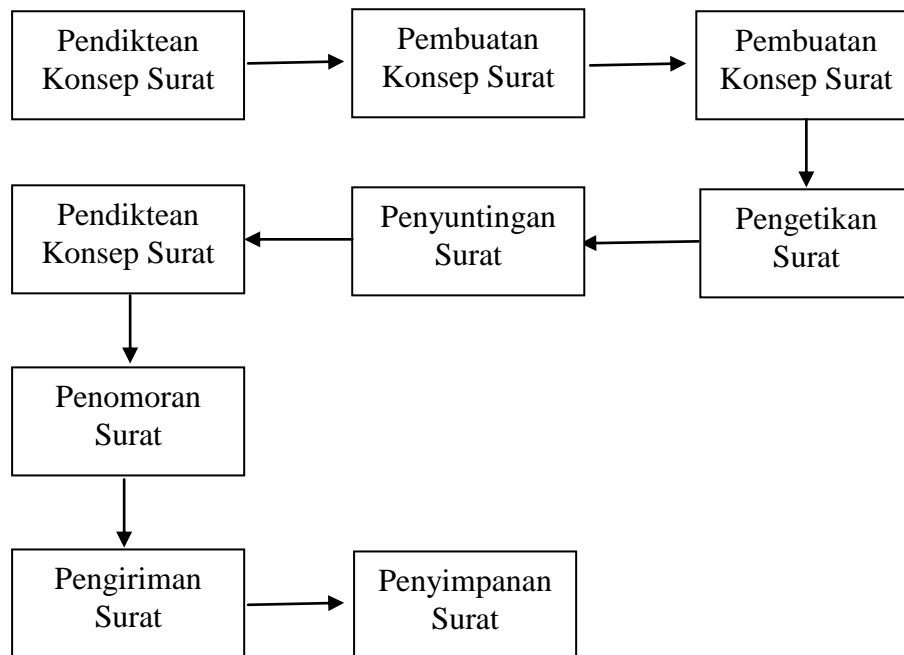 Pendiktean
Konsep Surat
Pembuatan
Konsep Surat
Pembuatan
Konsep Surat
Pengetikan
Surat
Penyuntingan
Surat
Pendiktean
Konsep Surat
Penomoran
Surat
Pengiriman
Surat
Penyimpanan
Surat